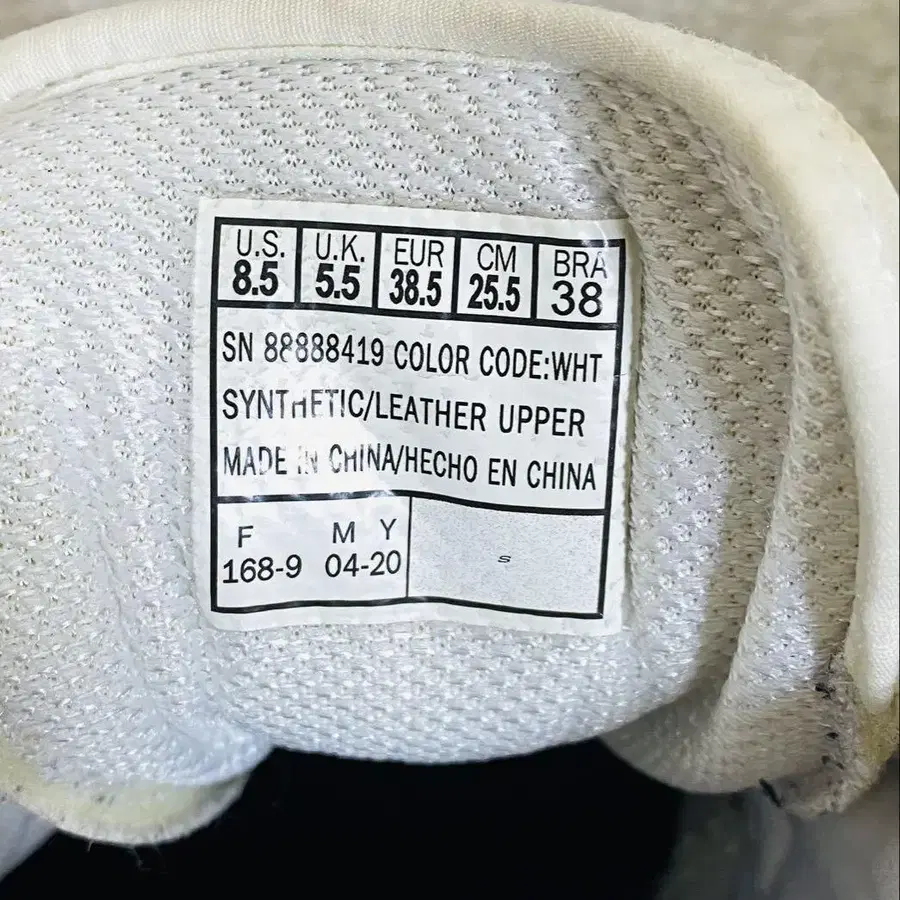 U.S. U.K. EUR CM BRA
8.5 5.5 38.5 25.5 38
SN 88888419 COLOR CODE:WHT
SYNTHETIC/LEATHER UPPER
MADE IN CHINA/HECHO EN CHINA
F M Y
168-9 04-20
S